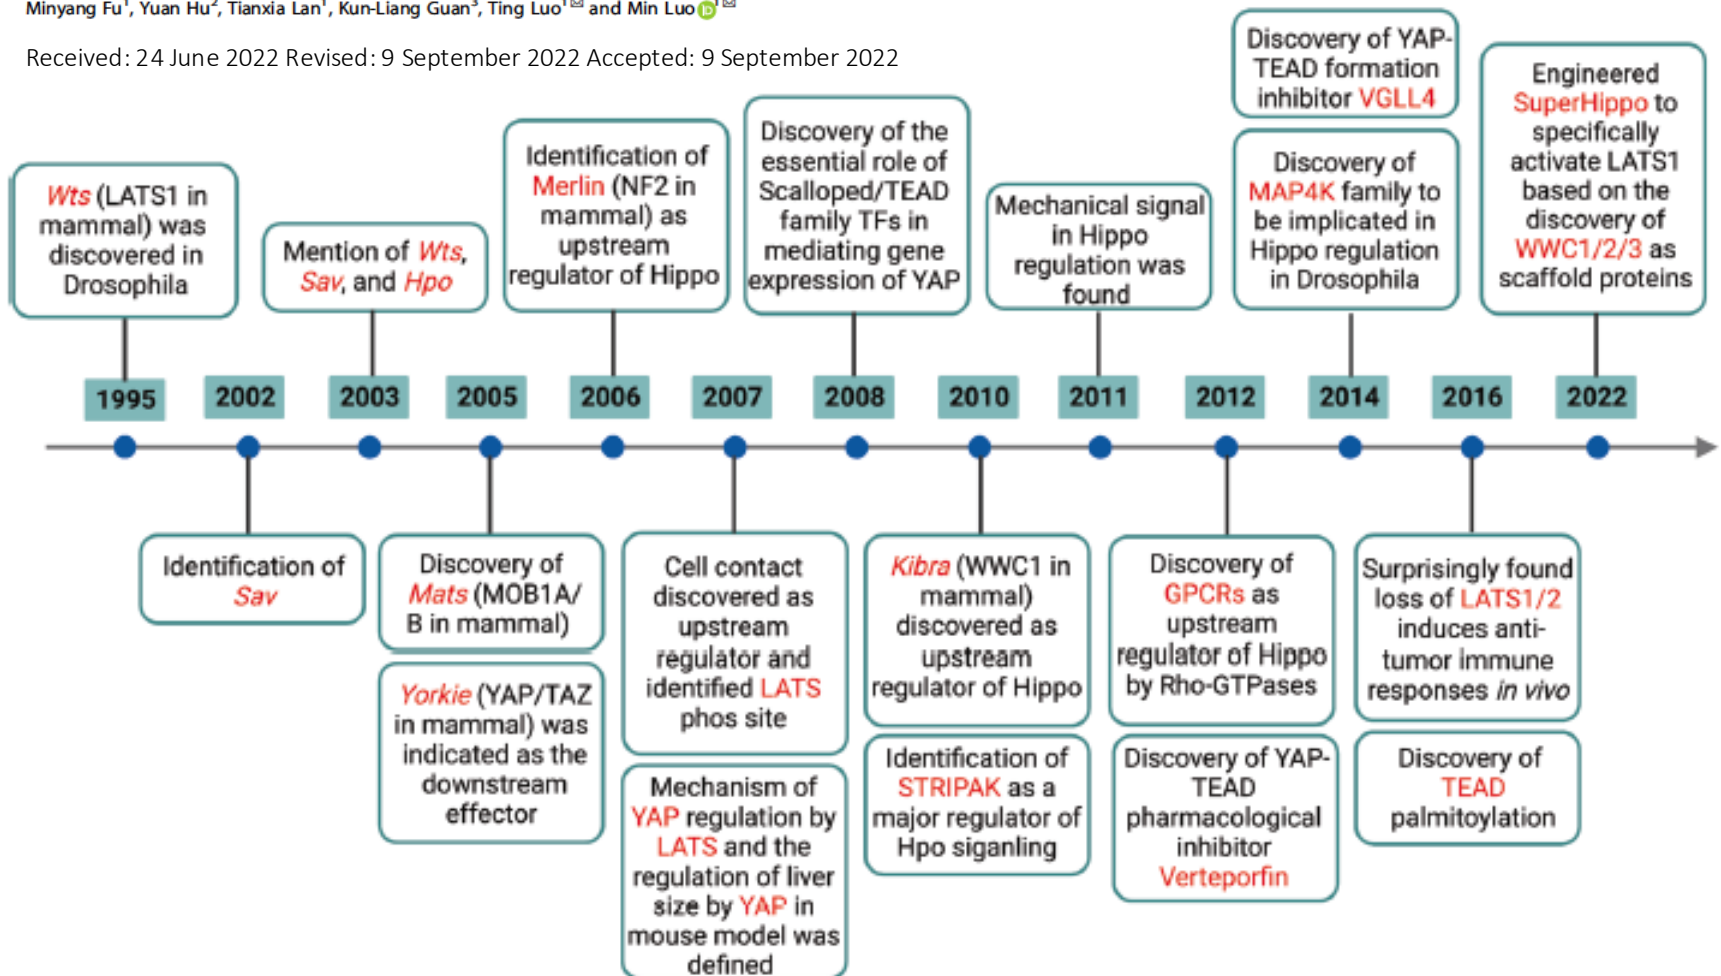 Minyang Fu1, Yuan Hu2, Tianxia Lan1, Kun-Liang Guan3, Ting Luo1✉ and Min Luo iD 1✉
Received: 24 June 2022 Revised: 9 September 2022 Accepted: 9 September 2022
Wts (LATS1 in
mammal) was
discovered in
Drosophila
Mention of Wts,
Sav, and Hpo
Identification of
Merlin (NF2 in
mammal) as
upstream
regulator of Hippo
Discovery of the
essential role of
Scalloped/TEAD
family TFs in
mediating gene
expression of YAP
Mechanical signal
in Hippo
regulation was
found
Discovery of YAP-
TEAD formation
inhibitor VGLL4
Discovery of
MAP4K family to
be implicated in
Hippo regulation
in Drosophila
Engineered
SuperHippo to
specifically
activate LATS1
based on the
discovery of
WWC1/2/3 as
scaffold proteins
1995 2002 2003 2005 2006 2007 2008 2010 2011 2012 2014 2016 2022
Identification of
Sav
Discovery of
Mats (MOB1A/
B in mammal)
Yorkie (YAP/TAZ
in mammal) was
indicated as the
downstream
effector
Cell contact
discovered as
upstream
regulator and
identified LATS
phos site
Mechanism of
YAP regulation by
LATS and the
regulation of liver
size by YAP in
mouse model was
defined
Kibra (WWC1 in
mammal)
discovered as
upstream
regulator of Hippo
Identification of
STRIPAK as a
major regulator of
Hpo siganling
Discovery of
GPCRs as
upstream
regulator of Hippo
by Rho-GTPases
Discovery of YAP-
TEAD
pharmacological
inhibitor
Verteporfin
Surprisingly found
loss of LATS1/2
induces anti-
tumor immune
responses in vivo
Discovery of
TEAD
palmitoylation